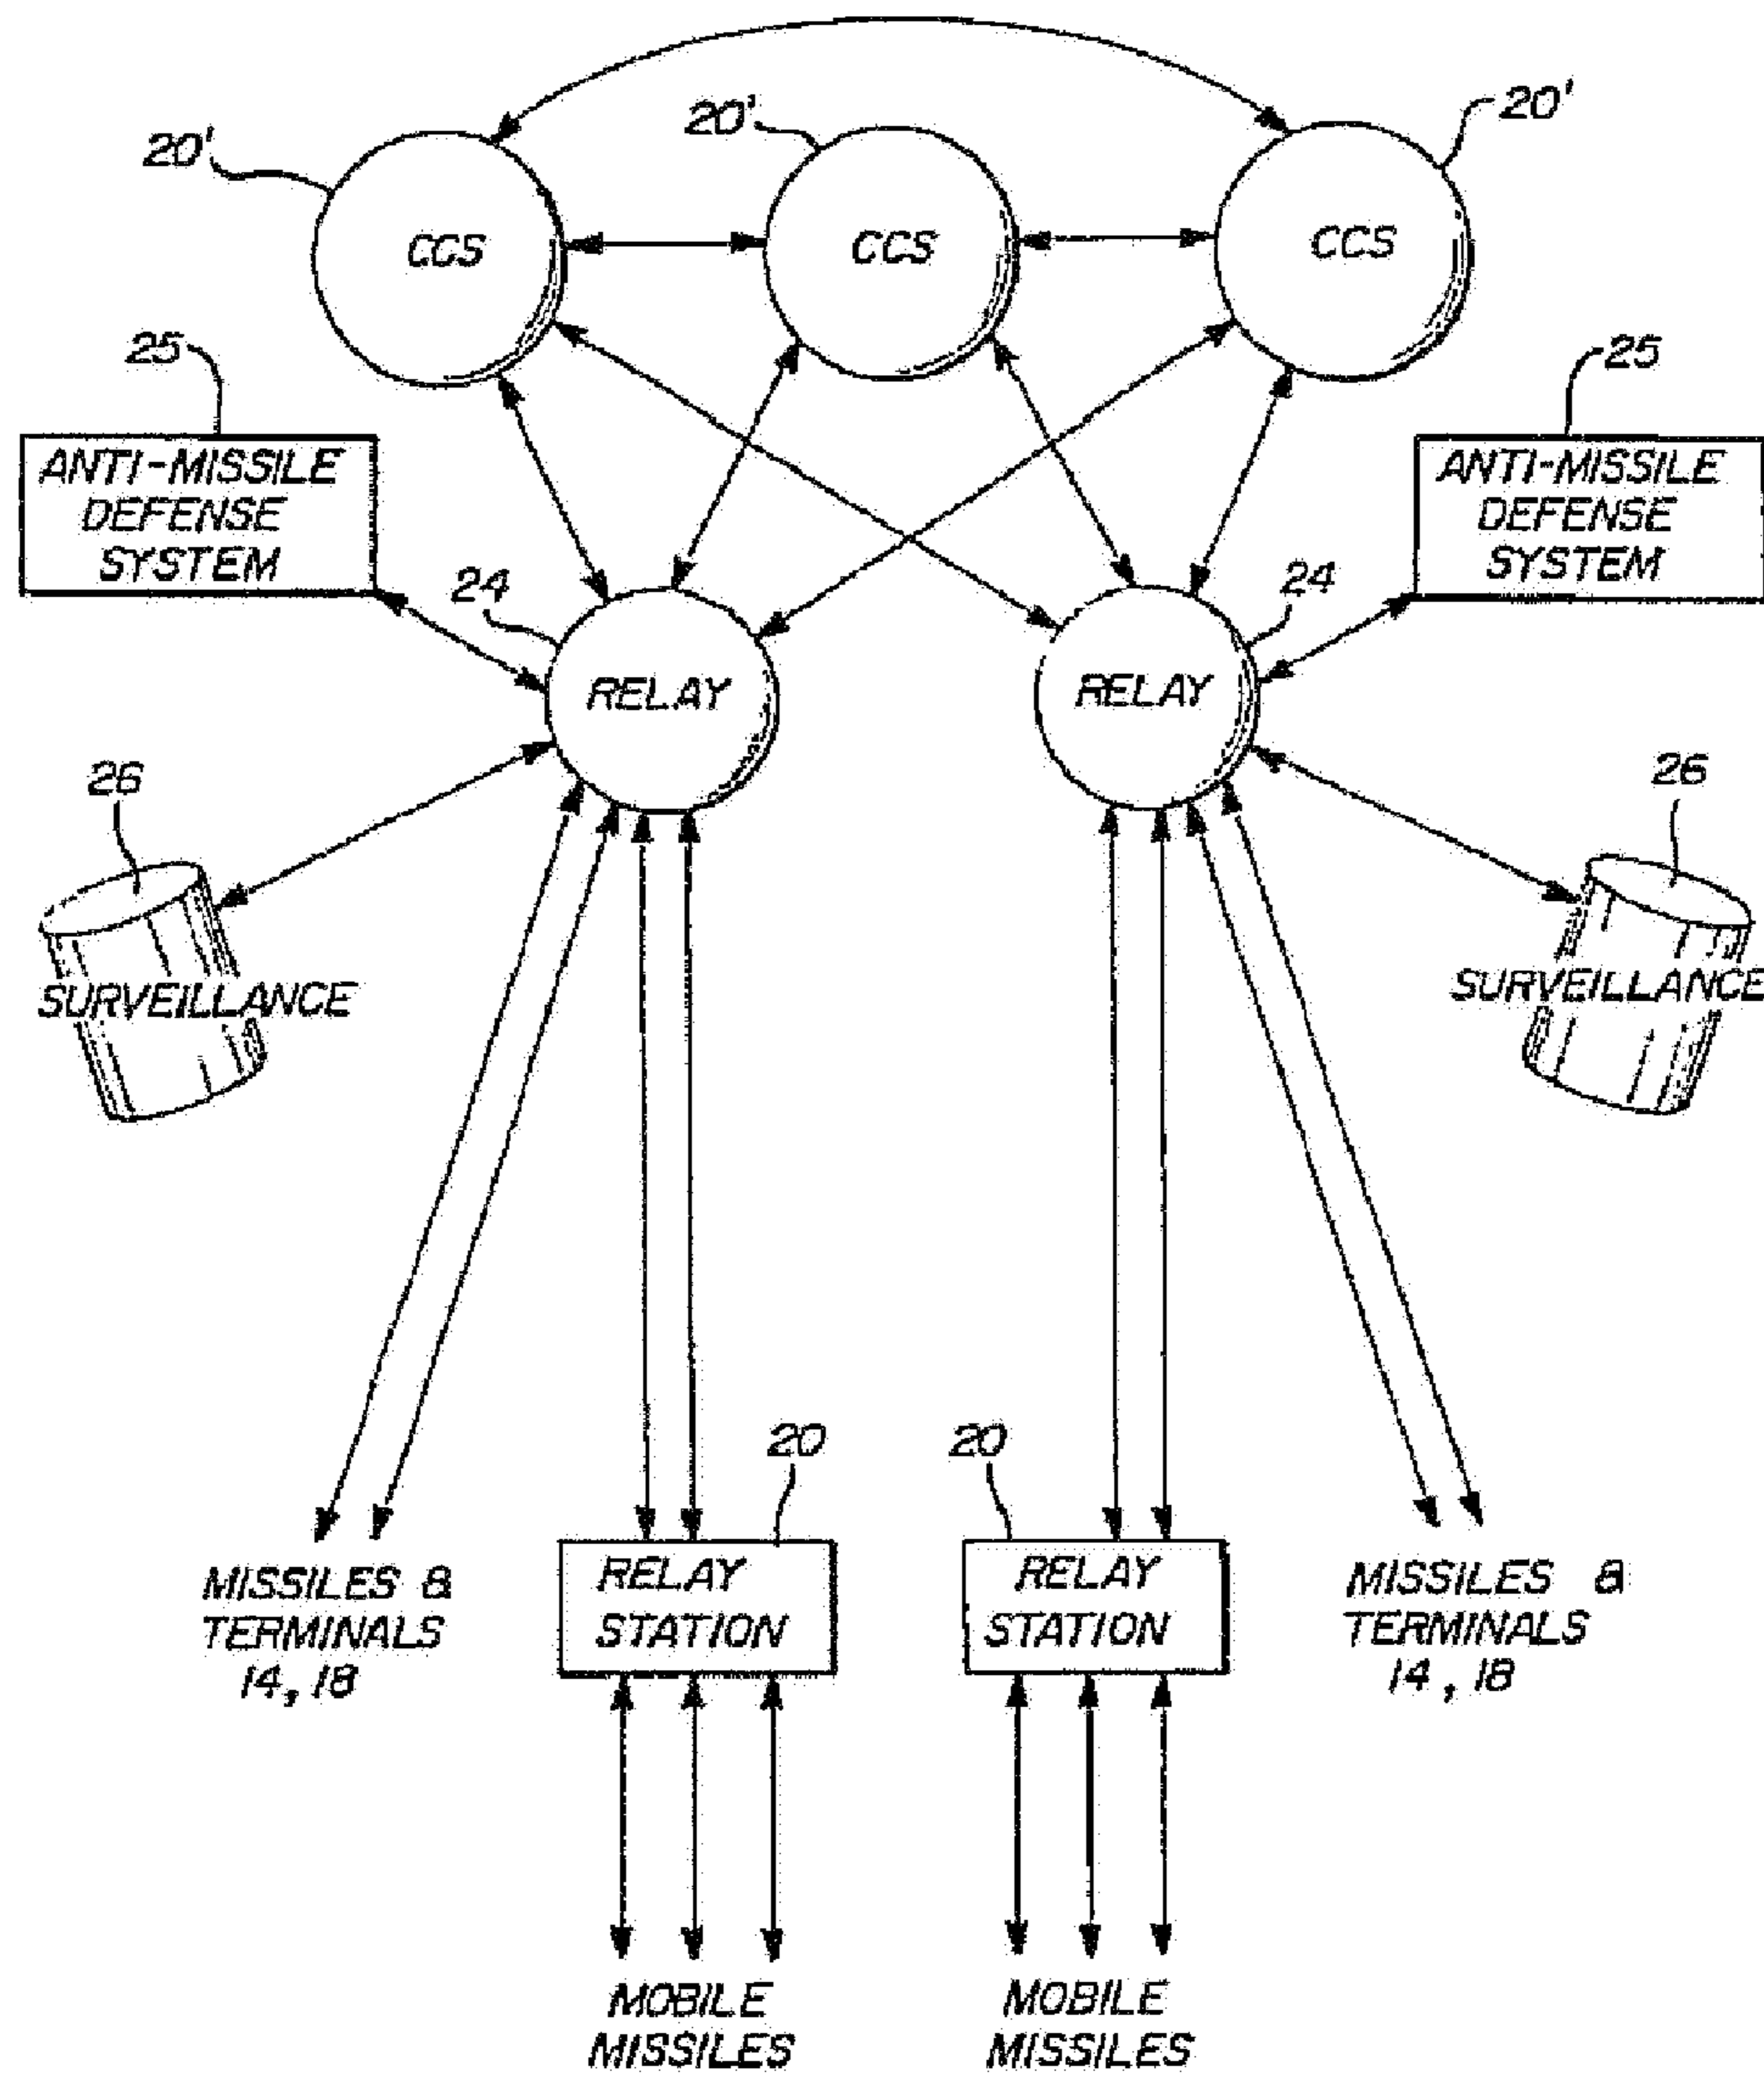 20'
20'
20'
CCS
CCS
CCS
25
25
ANTI-MISSILE
DEFENSE
SYSTEM
ANTI-MISSILE
DEFENSE
SYSTEM
24
24
RELAY
RELAY
26
26
SURVEILLANCE
SURVEILLANCE
20
20
MISSILES &
TERMINALS
14, 18
RELAY
STATION
RELAY
STATION
MISSILES &
TERMINALS
14, 18
MOBILE
MISSILES
MOBILE
MISSILES